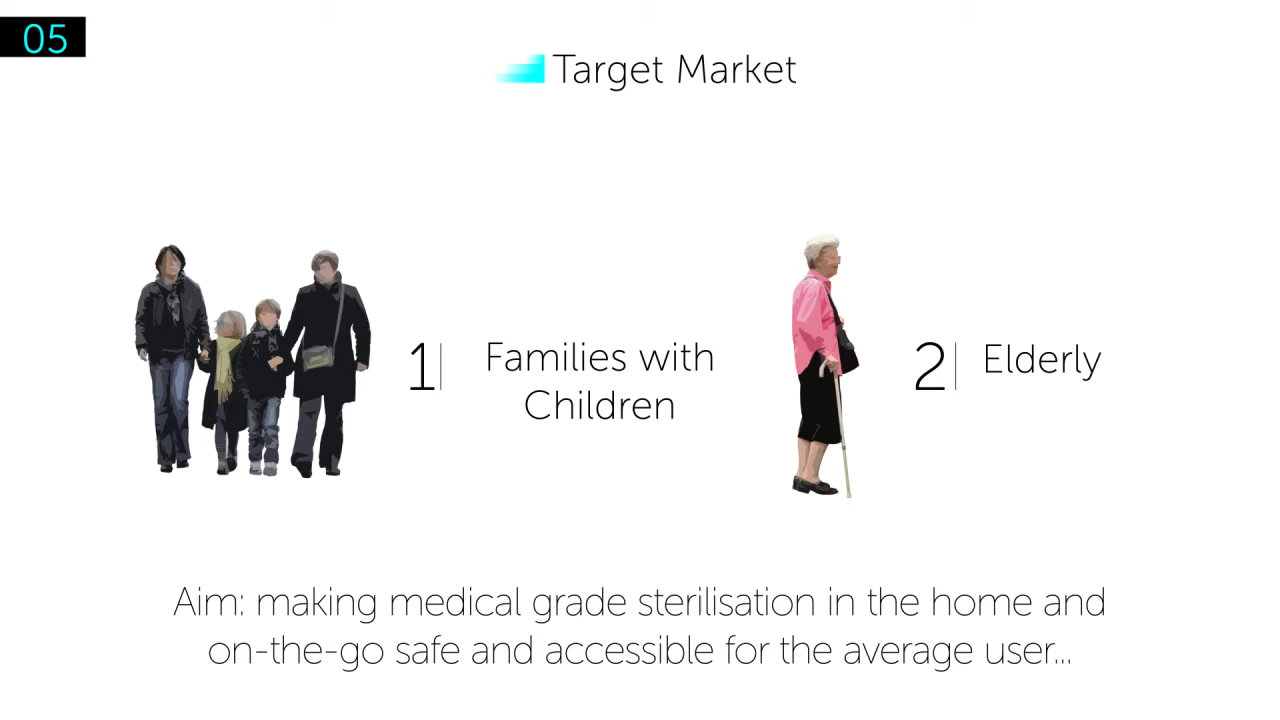 05
Target Market
1
Families with
Children
2
Elderly
Aim: making medical grade sterilisation in the home and
on-the-go safe and accessible for the average user...